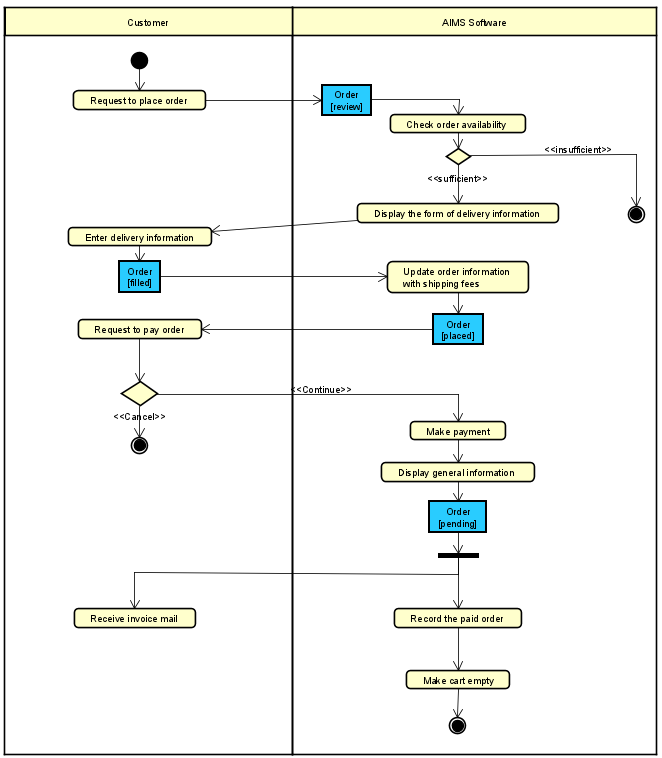 Customer
AIMS Software
Request to place order
Order
[review]
Check order availability
<<insufficient>>
<<sufficient>>
Display the form of delivery information
Enter delivery information
Order
[filled]
Update order information
with shipping fees
Order
[placed]
Request to pay order
<<Continue>>
<<Cancel>>
Make payment
Display general information
Order
[pending]
Receive invoice mail
Record the paid order
Make cart empty